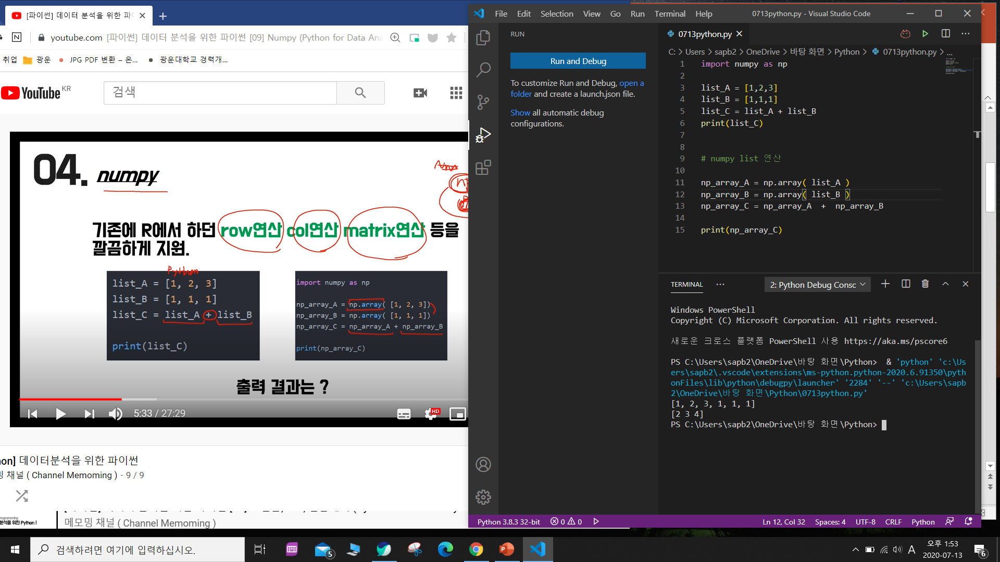 [파이썬] 데이터 분석을 위한 파이
youtube.com [파이썬] 데이터 분석을 위한 파이썬 [09] Numpy (Python for Data Ana
취업 광운 JPG PDF 변환 – 온... 광운대학교 경력개...
YouTube KR
검색
04. numpy
기존에 R에서 하던 row연산 col연산 matrix연산 등을
깔끔하게 지원.
Python
list_A = [1, 2, 3]
list_B = [1, 1, 1]
list_C = list_A + list_B
print(list_C)
import numpy as np
np_array_A = np.array( [1, 2, 3])
np_array_B = np.array( [1, 1, 1])
np_array_C = np_array_A + np_array_B
print(np_array_C)
출력 결과는 ?
5:33 / 27:29
HD
hon] 데이터분석을 위한 파이썬
밍 채널 ( Channel Memoming ) - 9 / 9
Programming
분석을 위한 Python !
메모밍 채널 ( Channel Memoming )
File Edit Selection View Go Run Terminal Help 0713python.py - Visual Studio Code
RUN
Run and Debug
To customize Run and Debug, open a
folder and create a launch.json file.
Show all automatic debug
configurations.
0713python.py
C: > Users > sapb2 > OneDrive > 바탕 화면 > Python > 0713python.py > ...
1 import numpy as np
2
3 list_A = [1,2,3]
4 list_B = [1,1,1]
5 list_C = list_A + list_B
6 print(list_C)
7
8
9 # numpy list 연산
10
11 np_array_A = np.array( list_A )
12 np_array_B = np.array( list_B )
13 np_array_C = np_array_A  +  np_array_B
14
15 print(np_array_C)
TERMINAL ... 2: Python Debug Consc
Windows PowerShell
Copyright (C) Microsoft Corporation. All rights reserved.
새로운 크로스 플랫폼 PowerShell 사용 https://aka.ms/pscore6
PS C:\Users\sapb2\OneDrive\바탕 화면\Python>  & 'python' 'c:\Us
ers\sapb2\.vscode\extensions\ms-python.python-2020.6.91350\pyth
onFiles\lib\python\debugpy\launcher' '2284' '--' 'c:\Users\sapb
2\OneDrive\바탕 화면\Python\0713python.py'
[1, 2, 3, 1, 1, 1]
[2 3 4]
PS C:\Users\sapb2\OneDrive\바탕 화면\Python>
Python 3.8.3 32-bit 0 0 Ln 12, Col 32 Spaces: 4 UTF-8 CRLF Python
검색하려면 여기에 입력하십시오.
5
A
오후 1:53
2020-07-13
6